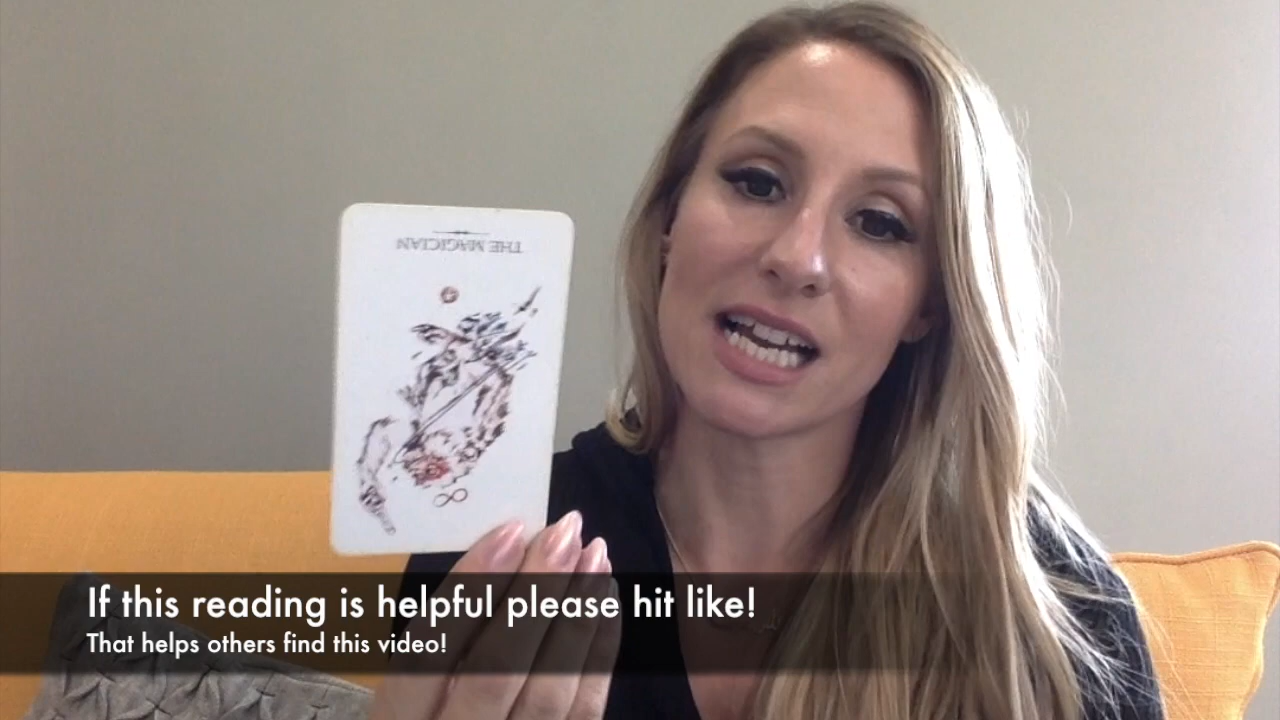 THE MAGICIAN
If this reading is helpful please hit like!
That helps others find this video!